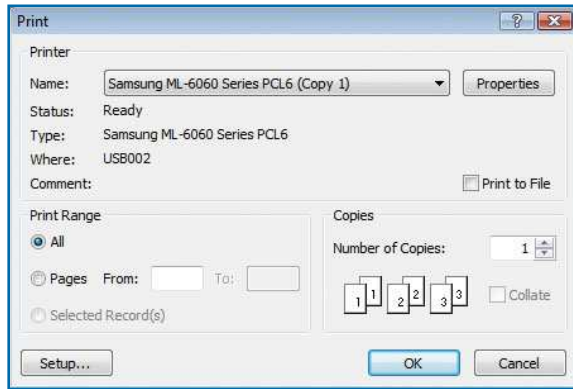 Print
Printer
Name: Samsung ML-6060 Series PCL6 (Copy 1) Properties
Status: Ready
Type: Samsung ML-6060 Series PCL6
Where: USB002
Comment: Print to File
Print Range
All
Pages From: To:
Selected Record(s)
Copies
Number of Copies: 1
1 1 2 2 3 3 Collate
Setup... OK Cancel